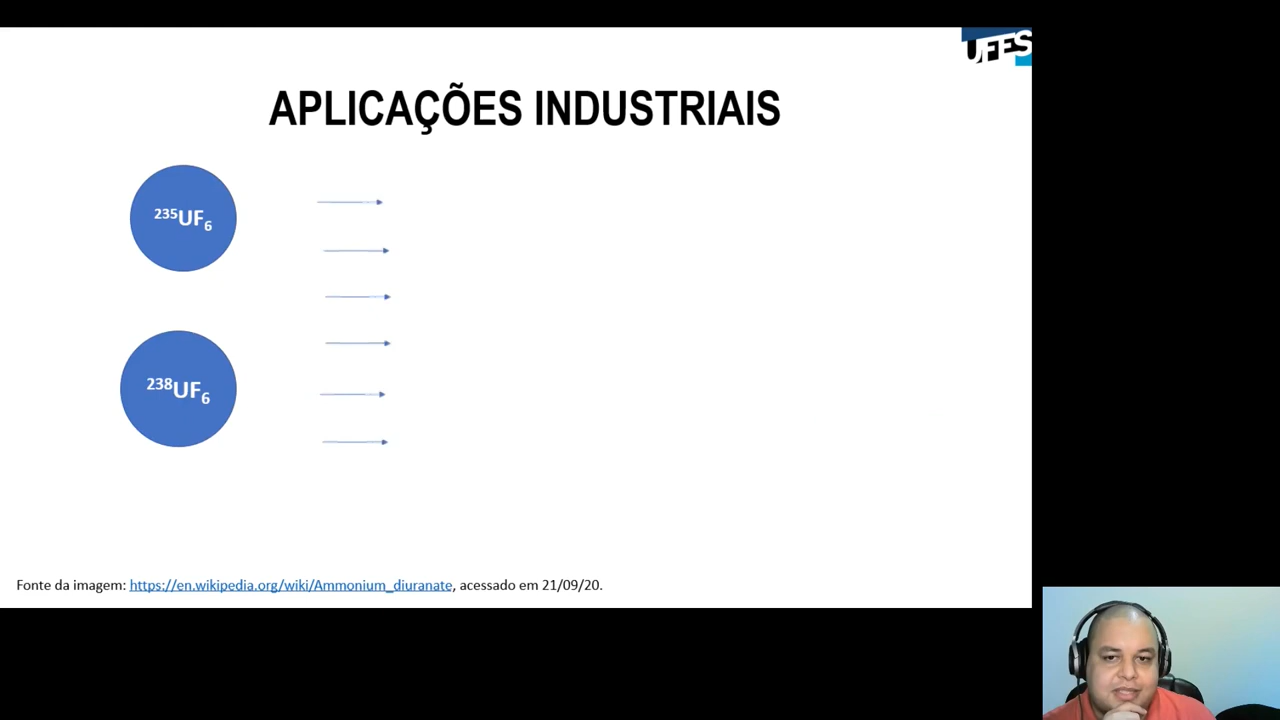 UFES
APLICAÇÕES INDUSTRIAIS
²³⁵UF₆
²³⁸UF₆
Fonte da imagem: https://en.wikipedia.org/wiki/Ammonium_diuranate, acessado em 21/09/20.